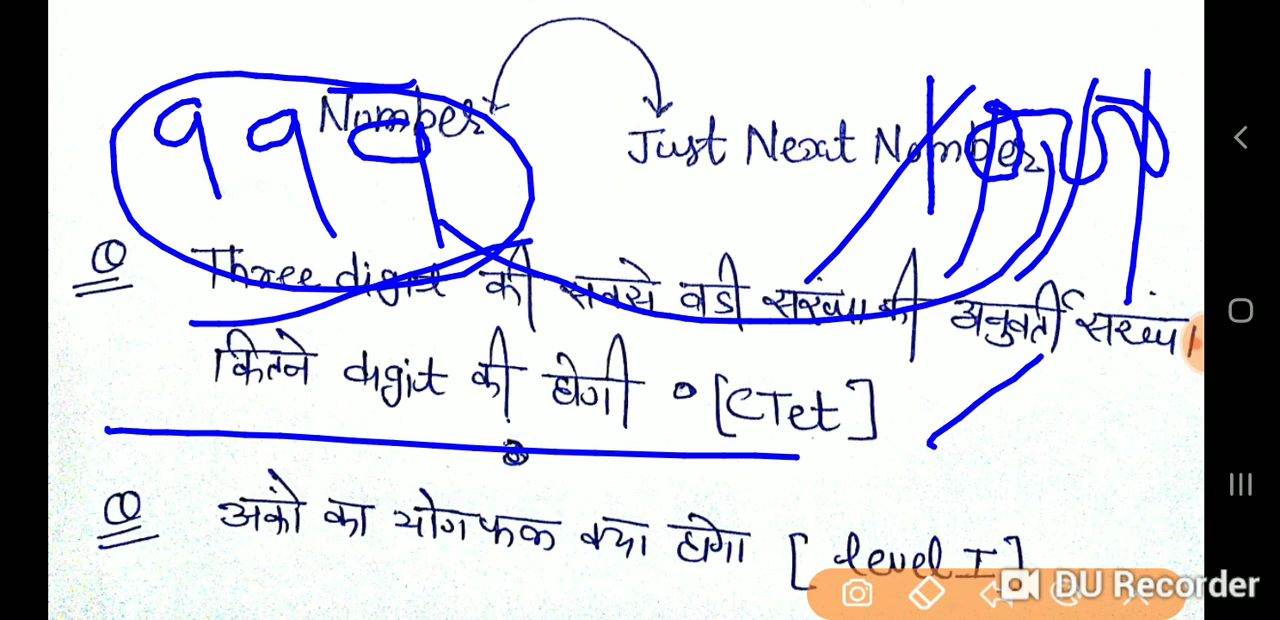 999 Number
Just Next Number 1000
Q Three digit की सबसे बडी संख्या की अनुवर्ती संख्या
कितने digit की होगी [CTet]
Q अंको का योगफल क्या होगा [level I]
DU Recorder